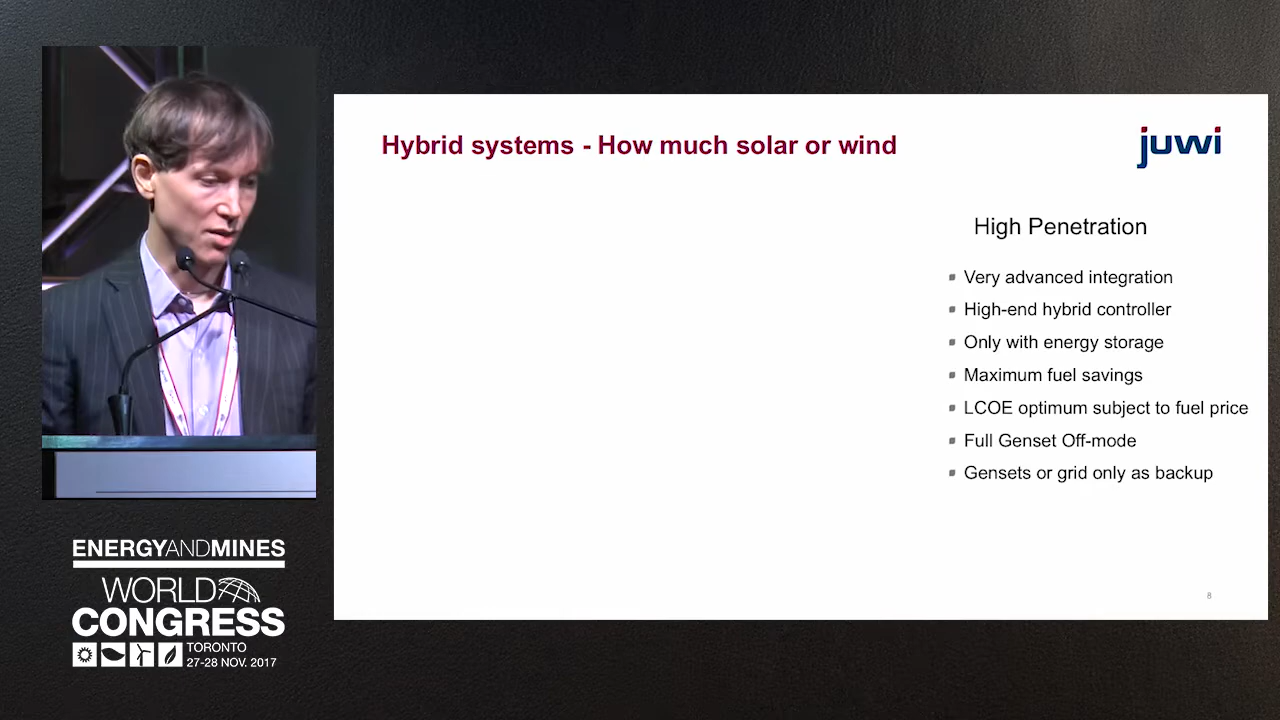 Hybrid systems - How much solar or wind
juwi
High Penetration
Very advanced integration
High-end hybrid controller
Only with energy storage
Maximum fuel savings
LCOE optimum subject to fuel price
Full Genset Off-mode
Gensets or grid only as backup
8
ENERGYANDMINES
WORLD
CONGRESS
TORONTO
27-28 NOV. 2017